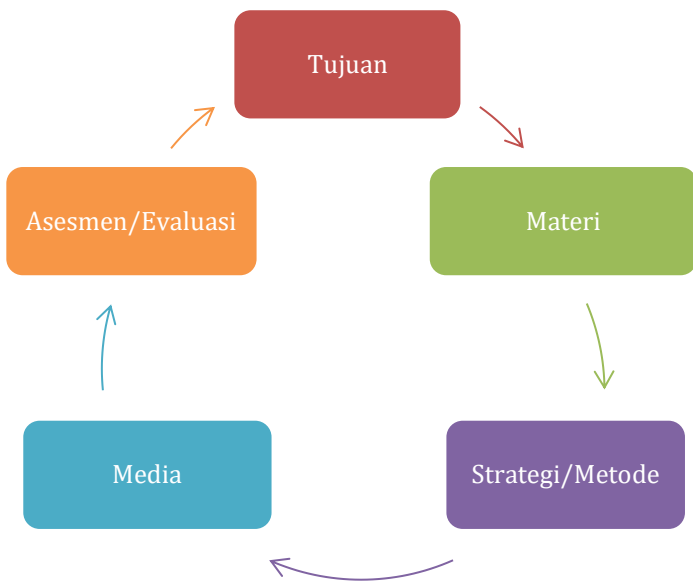 Tujuan
Materi
Strategi/Metode
Media
Asesmen/Evaluasi